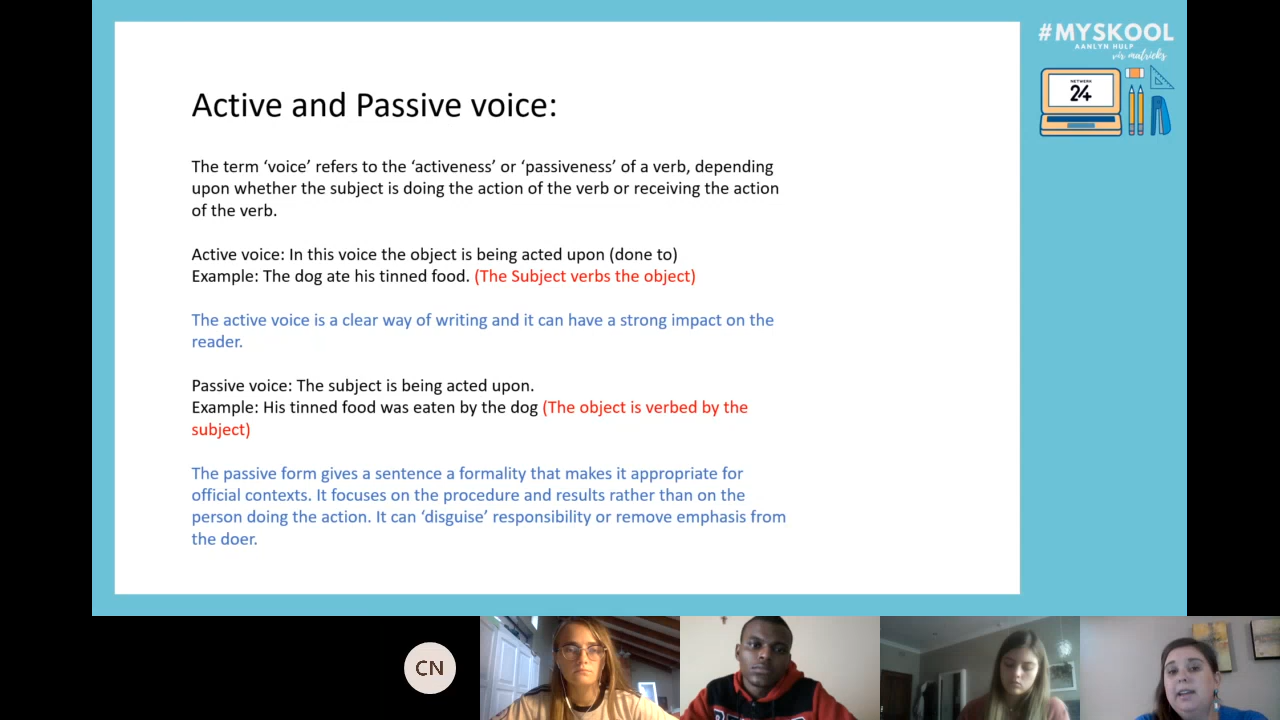 #MYSKOOL
AANLYN HULP
vir matrieks
NETWERK
24
Active and Passive voice:
The term ‘voice’ refers to the ‘activeness’ or ‘passiveness’ of a verb, depending
upon whether the subject is doing the action of the verb or receiving the action
of the verb.
Active voice: In this voice the object is being acted upon (done to)
Example: The dog ate his tinned food. (The Subject verbs the object)
The active voice is a clear way of writing and it can have a strong impact on the
reader.
Passive voice: The subject is being acted upon.
Example: His tinned food was eaten by the dog (The object is verbed by the
subject)
The passive form gives a sentence a formality that makes it appropriate for
official contexts. It focuses on the procedure and results rather than on the
person doing the action. It can ‘disguise’ responsibility or remove emphasis from
the doer.
CN